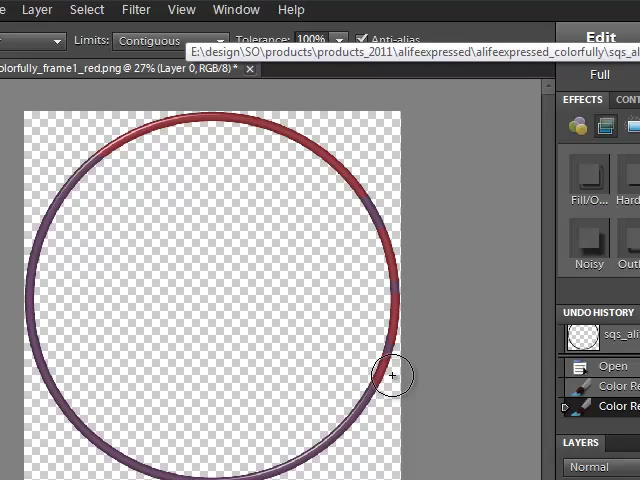 e Layer Select Filter View Window Help
Limits: Contiguous Tolerance: 100% Anti-alias
E:\design\SO\products\products_2011\alifeexpressed\alifeexpressed_colorfully\sqs_al
Edit
olorfully_frame1_red.png @ 27% (Layer 0, RGB/8) *
Full
EFFECTS CONT
Fill/O... Hard
Noisy Outl
UNDO HISTORY
sqs_ali
Open
Color Re
Color Re
LAYERS
Normal